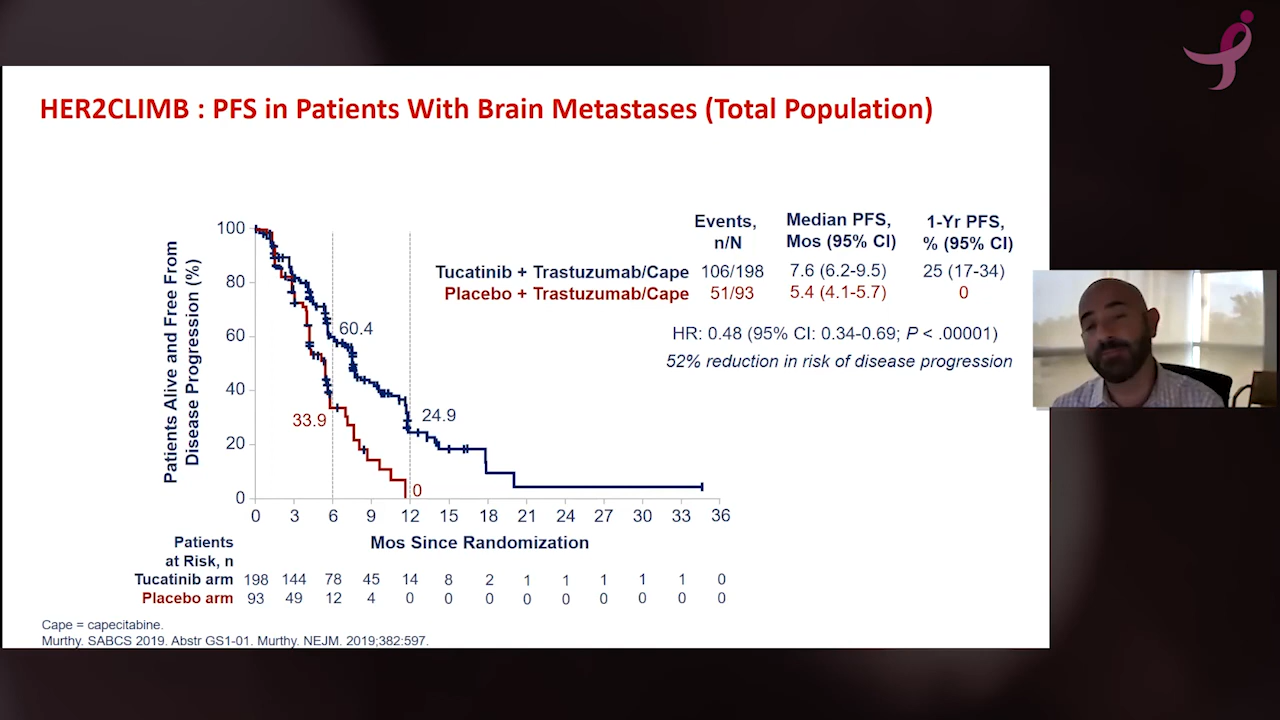 HER2CLIMB : PFS in Patients With Brain Metastases (Total Population)
Patients Alive and Free From
Disease Progression (%)
100
80
60
40
20
0
60.4
33.9
24.9
0
0 3 6 9 12 15 18 21 24 27 30 33 36
Mos Since Randomization
Events,
n/N
Median PFS,
Mos (95% CI)
1-Yr PFS,
% (95% CI)
Tucatinib + Trastuzumab/Cape 106/198 7.6 (6.2-9.5) 25 (17-34)
Placebo + Trastuzumab/Cape 51/93 5.4 (4.1-5.7) 0
HR: 0.48 (95% CI: 0.34-0.69; P < .00001)
52% reduction in risk of disease progression
Patients
at Risk, n
Tucatinib arm 198 144 78 45 14 8 2 1 1 1 1 1 0
Placebo arm 93 49 12 4 0 0 0 0 0 0 0 0 0
Cape = capecitabine.
Murthy. SABCS 2019. Abstr GS1-01. Murthy. NEJM. 2019;382:597.